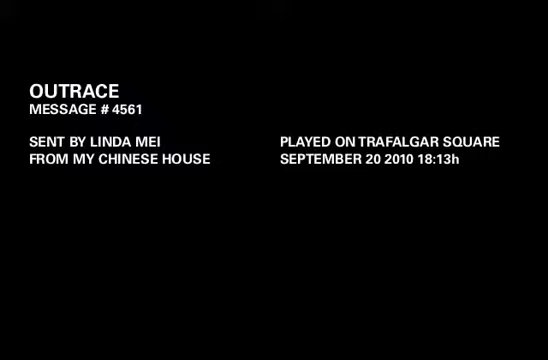 OUTRACE
MESSAGE # 4561
SENT BY LINDA MEI
FROM MY CHINESE HOUSE
PLAYED ON TRAFALGAR SQUARE
SEPTEMBER 20 2010 18:13h